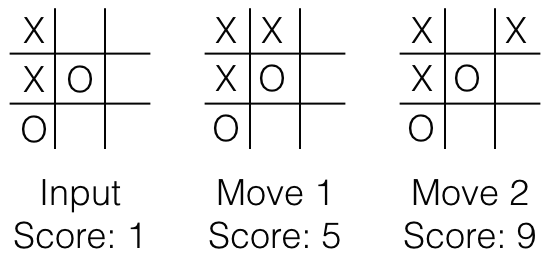 X X X X
X O X O X O
O O O
Input Move 1 Move 2
Score: 1 Score: 5 Score: 9